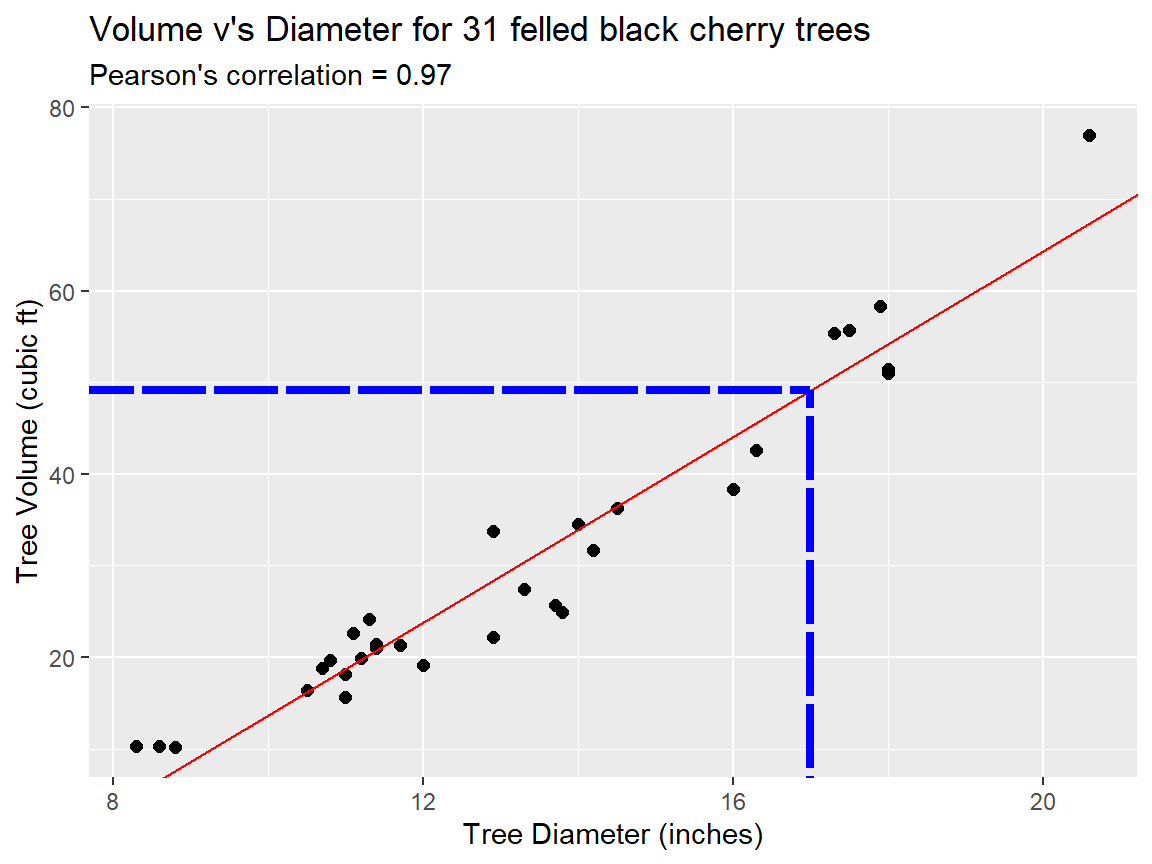 Volume v's Diameter for 31 felled black cherry trees
Pearson's correlation = 0.97
80
60
40
20
Tree Volume (cubic ft)
8 12 16 20
Tree Diameter (inches)